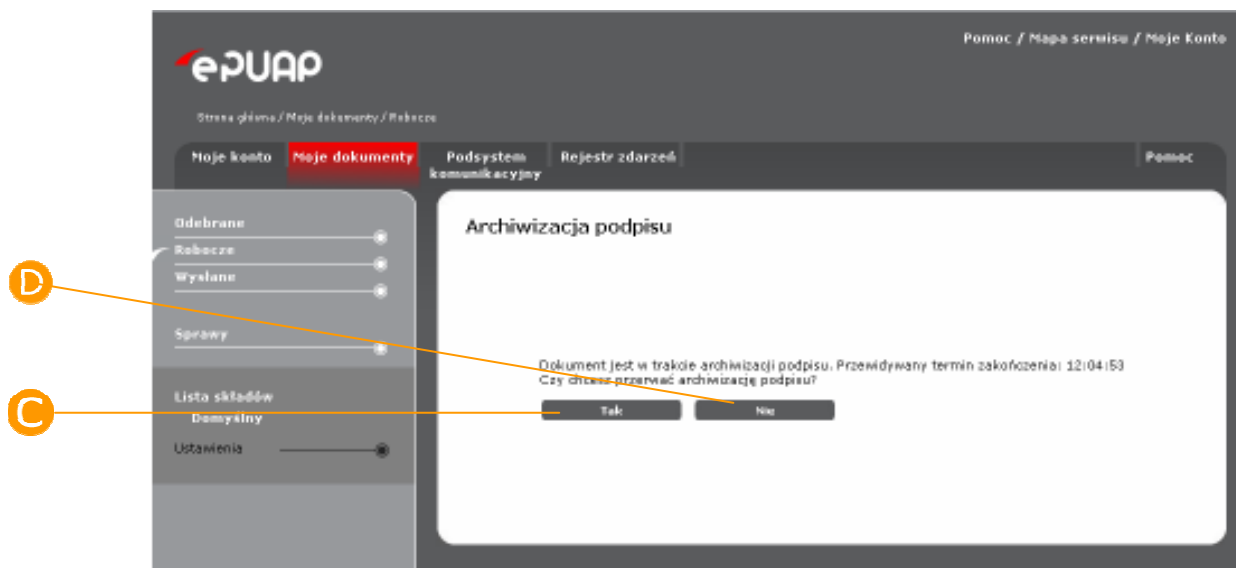 Pomoc / Mapa serwisu / Moje Konto
ePUAP
Strona główna / Moje dokumenty / Robocze
Moje konto
Moje dokumenty
Podsystem
komunikacyjny
Rejestr zdarzeń
Pomoc
Odebrane
Robocze
Wysłane
Sprawy
Lista składów
Domyślny
Ustawienia
Archiwizacja podpisu
Dokument jest w trakcie archiwizacji podpisu. Przewidywany termin zakończenia: 12:04:53
Czy chcesz przerwać archiwizację podpisu?
Tak
Nie
D
C